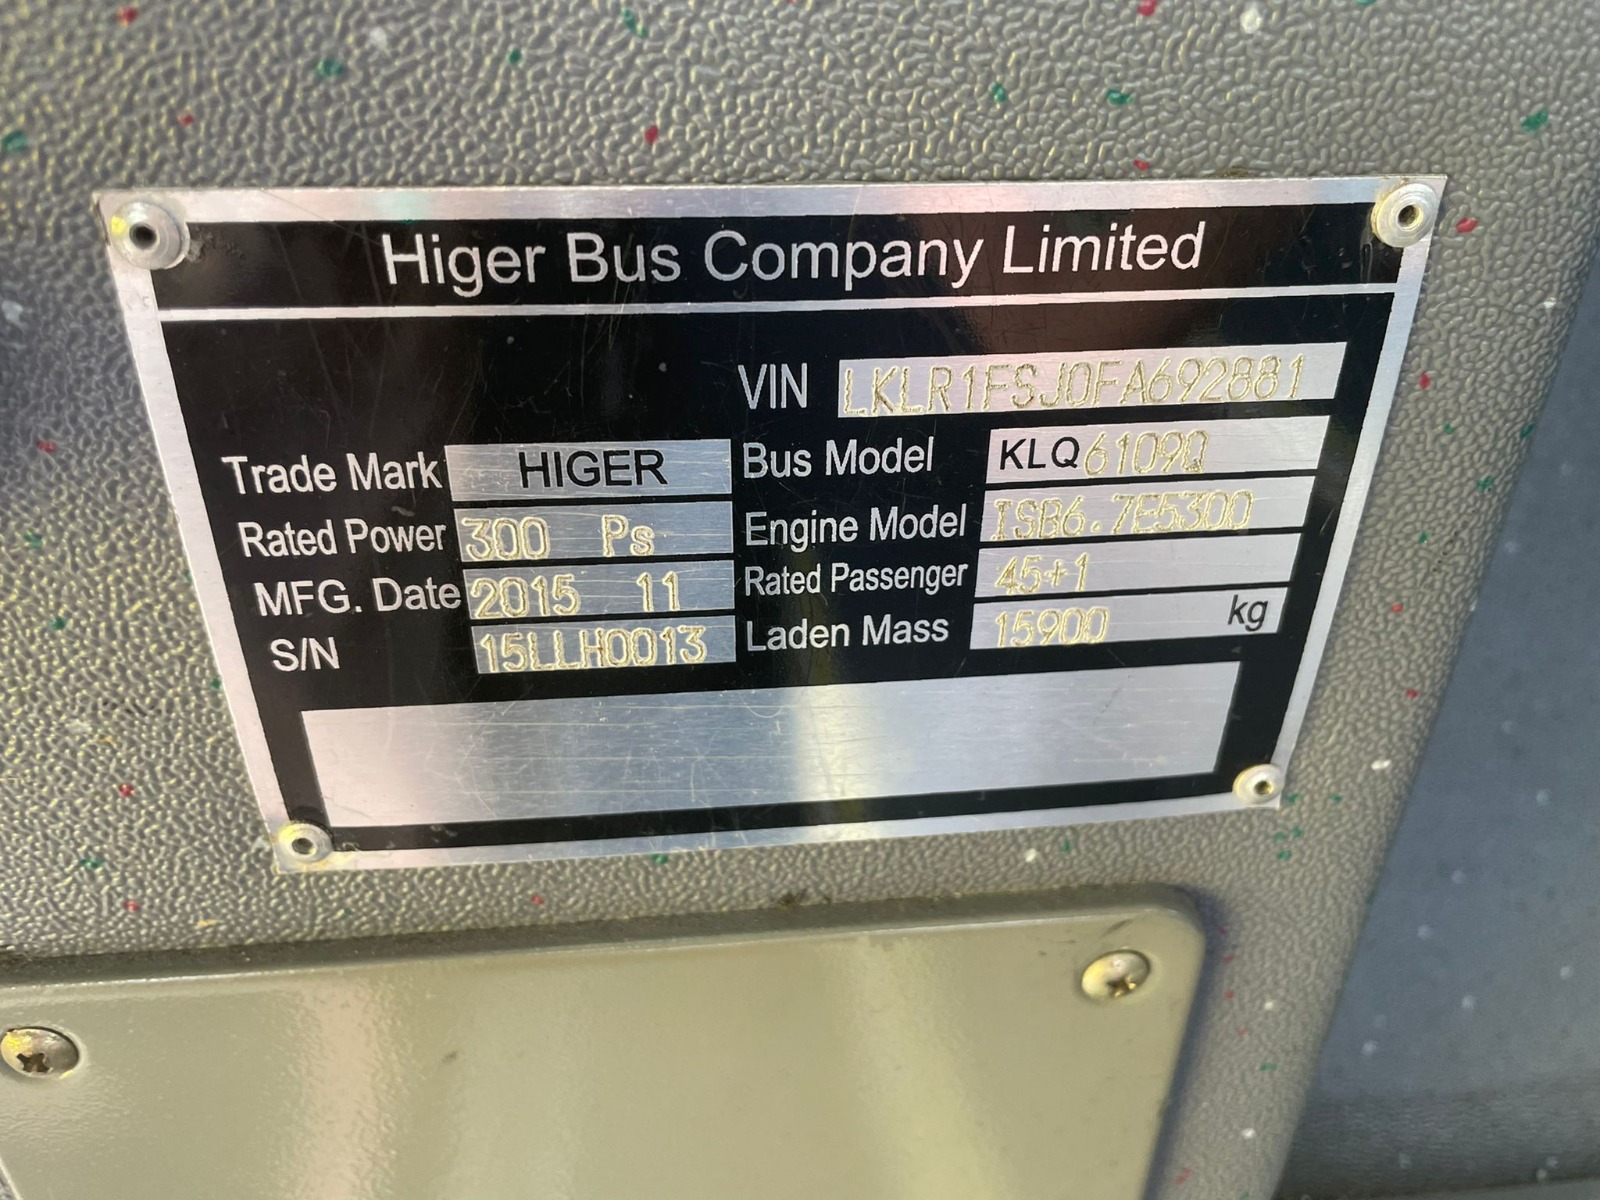 Higer Bus Company Limited
VIN LKLR1FSJ0FA692881
Trade Mark HIGER Bus Model KLQ6109Q
Rated Power 300 Ps Engine Model ISB6.7E5300
MFG. Date 2015 11 Rated Passenger 45+1
S/N 15LLH0013 Laden Mass 15900 kg